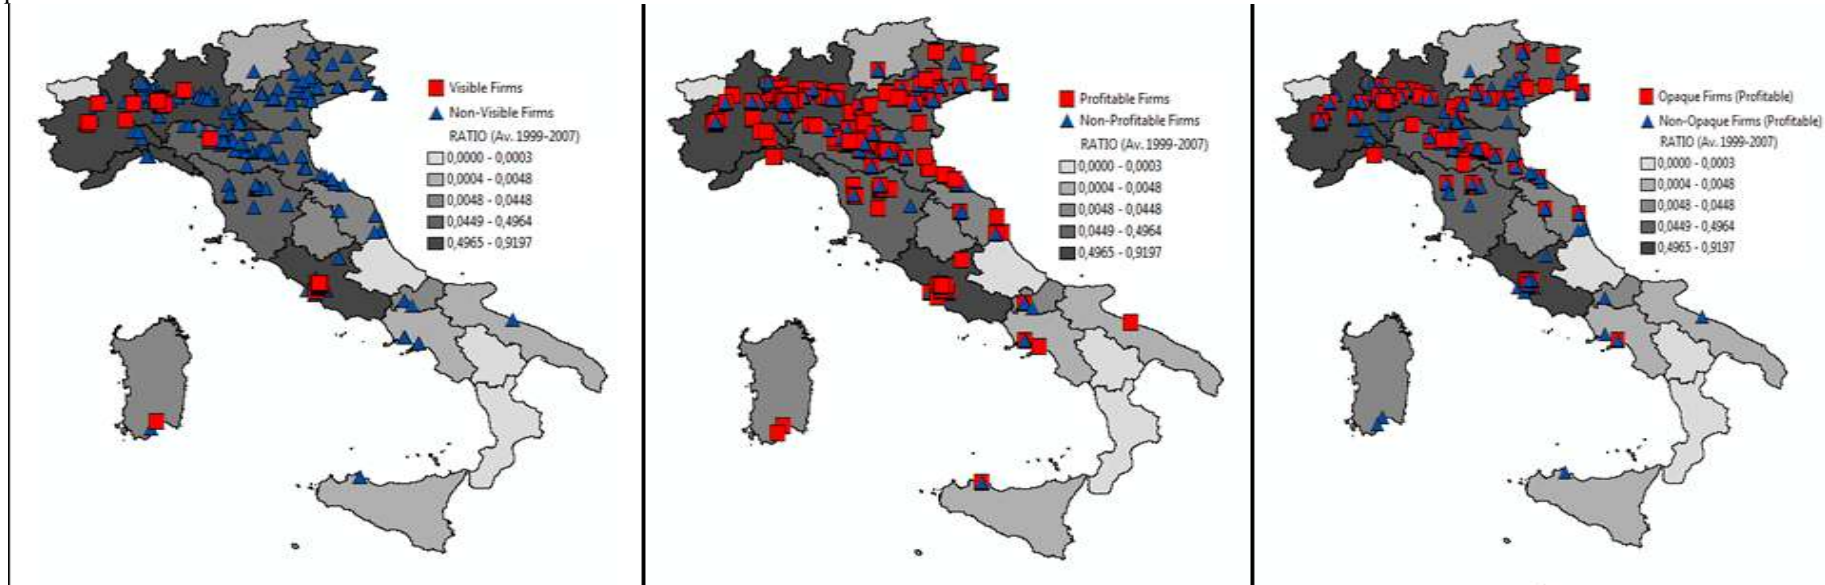 Visible Firms
Non-Visible Firms
RATIO (Av. 1999-2007)
0,0000 - 0,0003
0,0004 - 0,0048
0,0048 - 0,0448
0,0449 - 0,4964
0,4965 - 0,9197
Profitable Firms
Non-Profitable Firms
RATIO (Av. 1999-2007)
0,0000 - 0,0003
0,0004 - 0,0048
0,0048 - 0,0448
0,0449 - 0,4964
0,4965 - 0,9197
Opaque Firms (Profitable)
Non-Opaque Firms (Profitable)
RATIO (Av. 1999-2007)
0,0000 - 0,0003
0,0004 - 0,0048
0,0048 - 0,0448
0,0449 - 0,4964
0,4965 - 0,9197